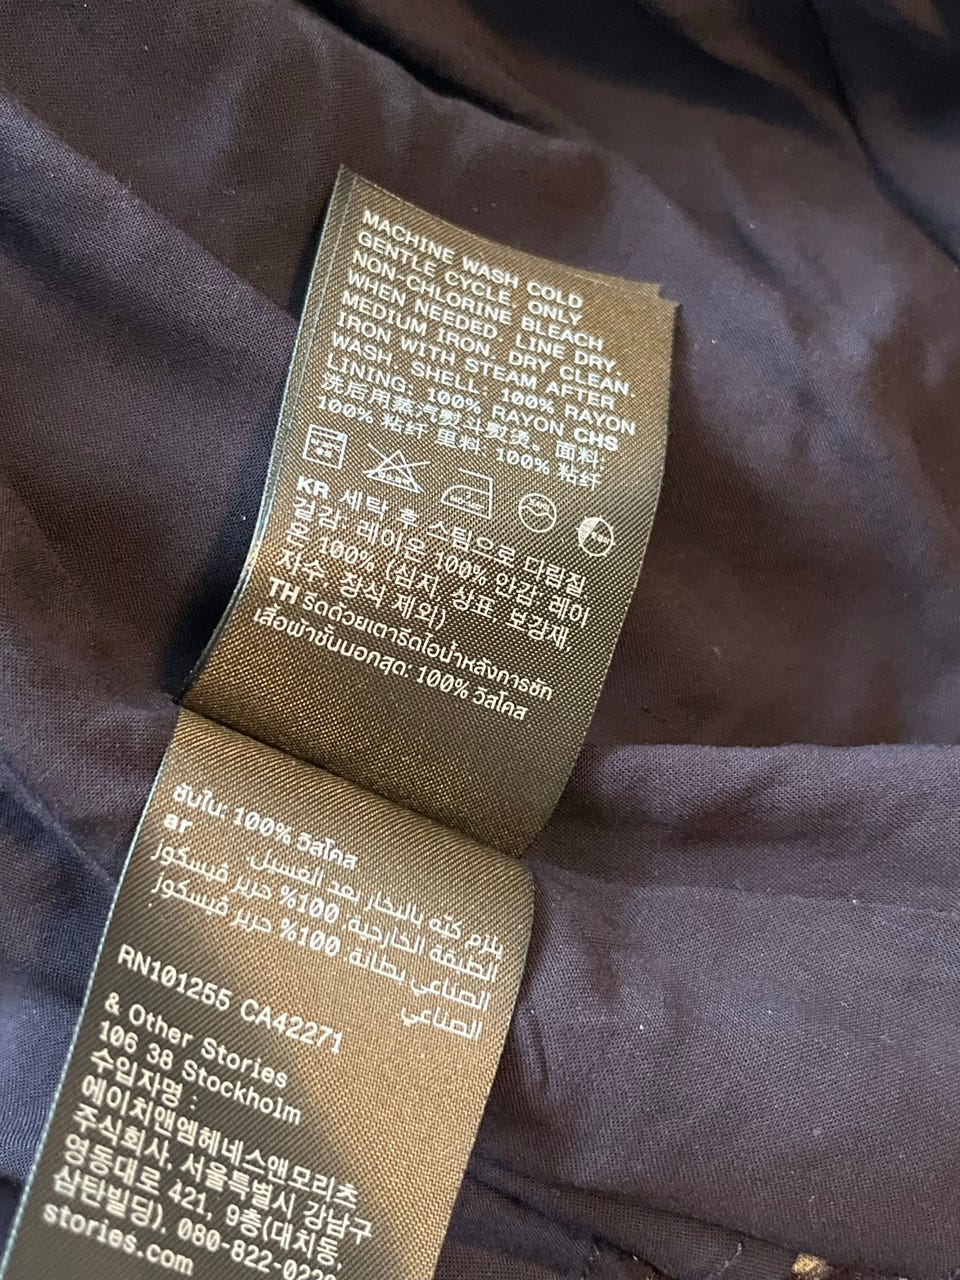 MACHINE WASH COLD
GENTLE CYCLE ONLY.
NON-CHLORINE BLEACH
WHEN NEEDED. LINE DRY.
MEDIUM IRON. DRY CLEAN.
IRON WITH STEAM AFTER
WASH SHELL: 100% RAYON
LINING: 100% RAYON CHS
洗后用蒸汽熨斗熨烫。 面料:
100% 粘纤 里料: 100% 粘纤
KR 세탁 후 스팀으로 다림질
겉감: 레이온 100% 안감: 레이
온 100% (심지, 상표, 보강재,
자수, 장식 제외)
TH รีดด้วยเตารีดไอน้ำหลังการซัก
เสื้อผ้าชั้นนอกสุด: 100% วิสโคส
ซับใน: 100% วิสโคส
ar
يلزم كيّه بالبخار بعد الغسيل.
الطبقة الخارجية: 100% حرير ڤيسكوز
الصناعي بطانة: 100% حرير ڤيسكوز
الصناعي
RN101255 CA42271
& Other Stories
106 38 Stockholm
수입자명 :
에이치앤엠헤네스앤모리츠
주식회사, 서울특별시 강남구
영동대로 421, 9층(대치동,
삼탄빌딩). 080-822-0220
stories.com